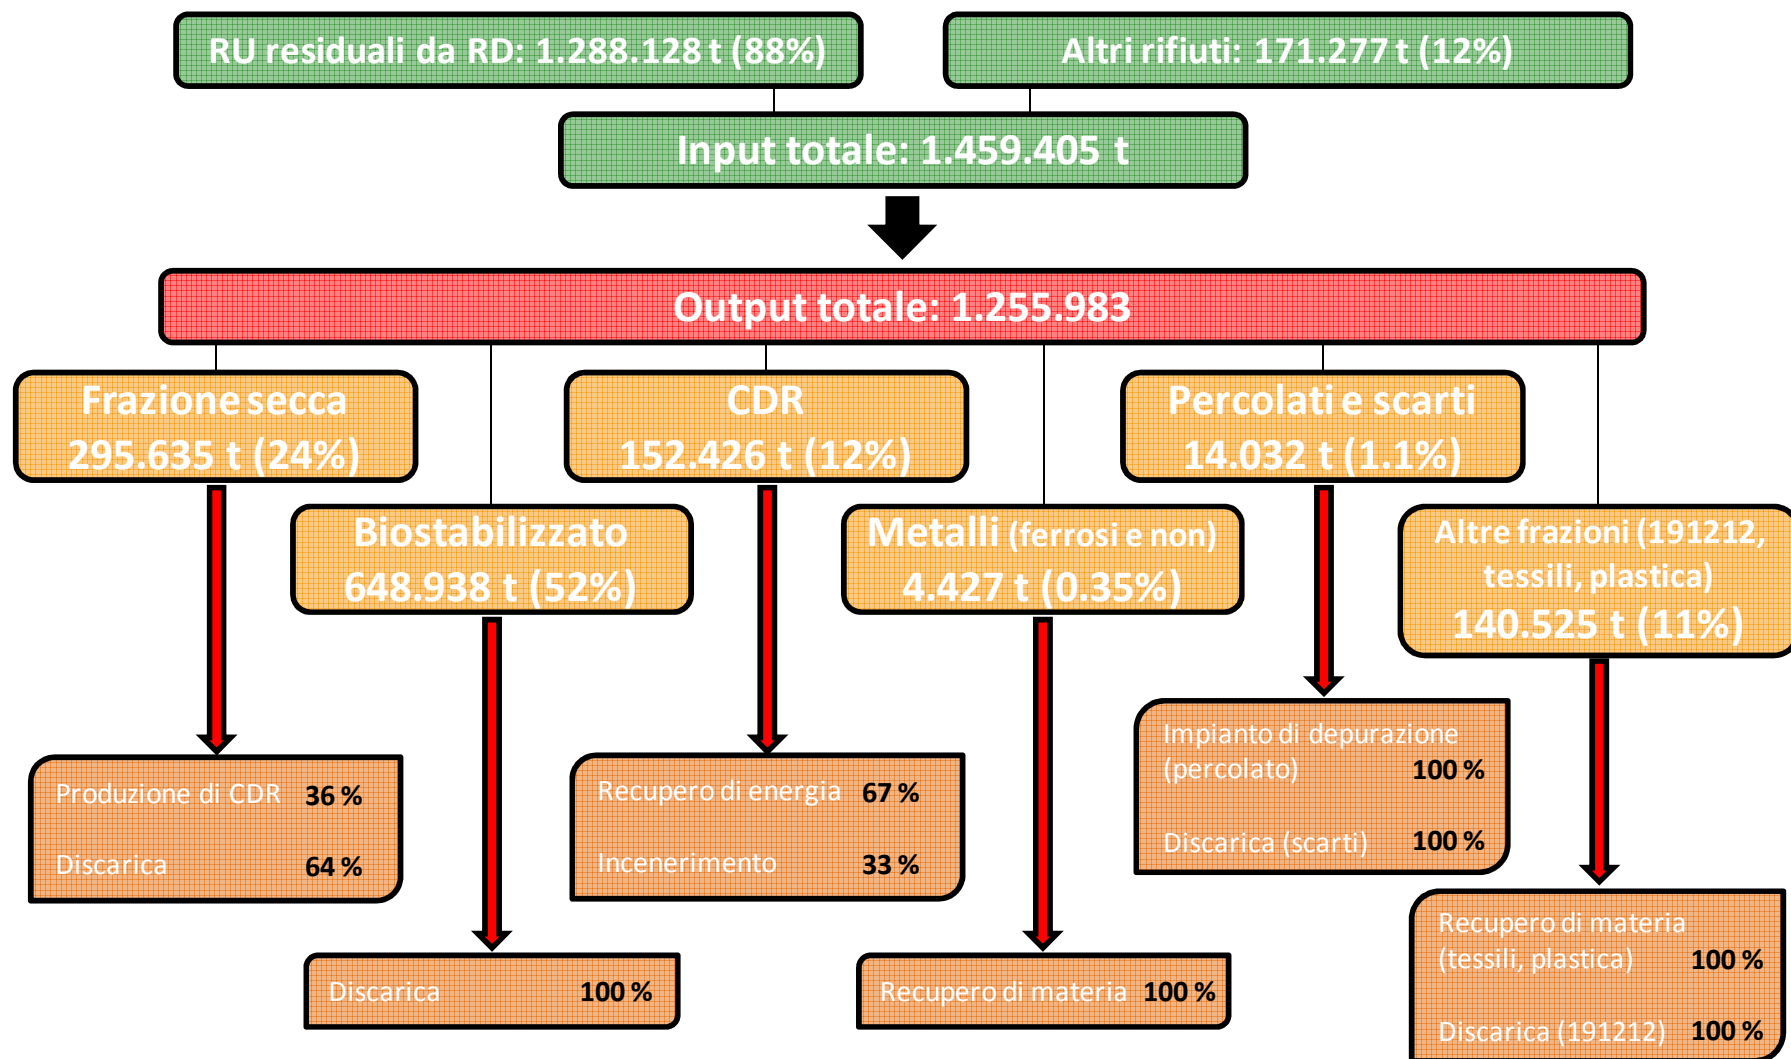 RU residuali da RD: 1.288.128 t (88%)
Altri rifiuti: 171.277 t (12%)
Input totale: 1.459.405 t
Output totale: 1.255.983
Frazione secca
295.635 t (24%)
CDR
152.426 t (12%)
Percolati e scarti
14.032 t (1.1%)
Biostabilizzato
648.938 t (52%)
Metalli (ferrosi e non)
4.427 t (0.35%)
Altre frazioni (191212,
tessili, plastica)
140.525 t (11%)
Produzione di CDR 36 %
Discarica 64 %
Recupero di energia 67 %
Incenerimento 33 %
Impianto di depurazione
(percolato) 100 %
Discarica (scarti) 100 %
Discarica 100 %
Recupero di materia 100 %
Recupero di materia
(tessili, plastica) 100 %
Discarica (191212) 100 %